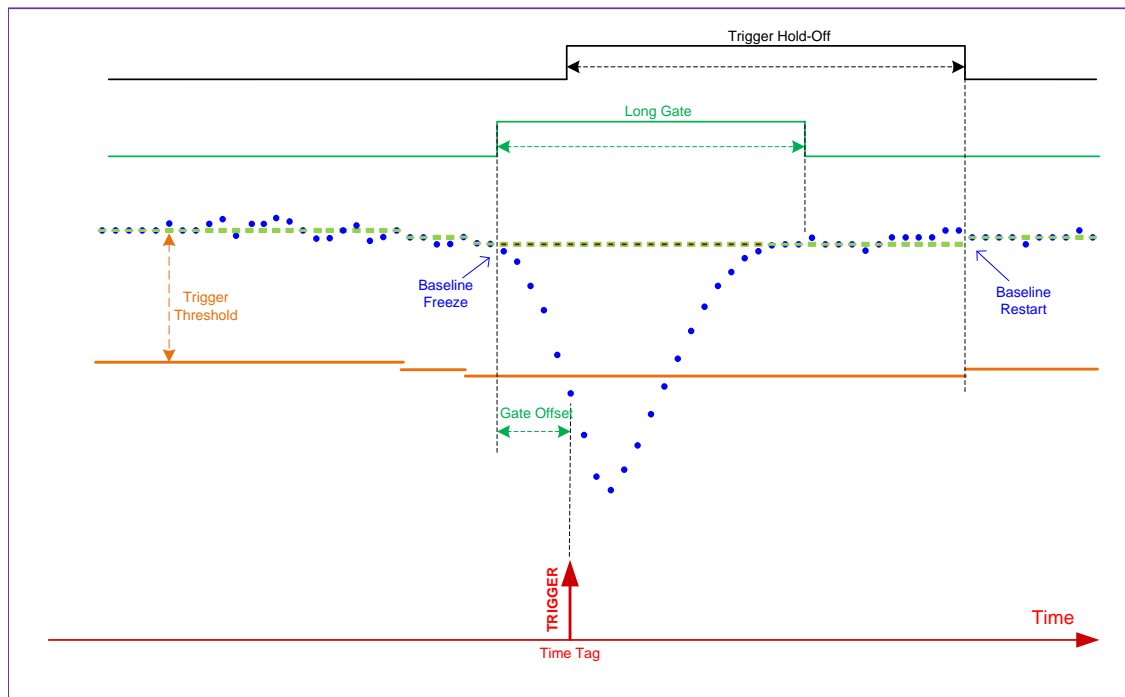 Trigger Hold-Off
Long Gate
Baseline
Freeze
Trigger
Threshold
Baseline
Restart
Gate Offset
TRIGGER
Time
Time Tag